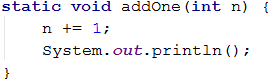 static void addOne(int n) {
    n += 1;
    System.out.println();
}